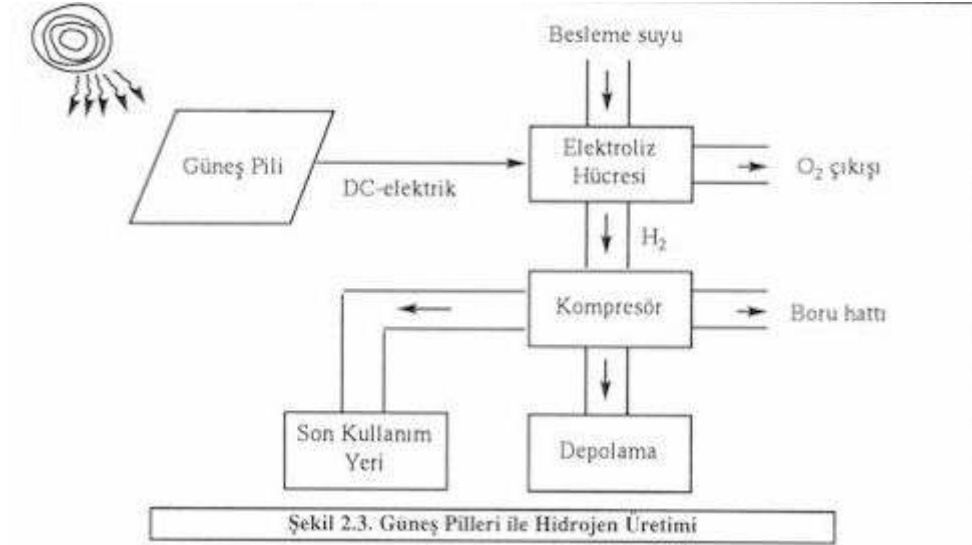 Besleme suyu
Güneş Pili
DC-elektrik
Elektroliz
Hücresi
O₂ çıkışı
H₂
Kompresör
Boru hattı
Son Kullanım
Yeri
Depolama
Şekil 2.3. Güneş Pilleri ile Hidrojen Üretimi